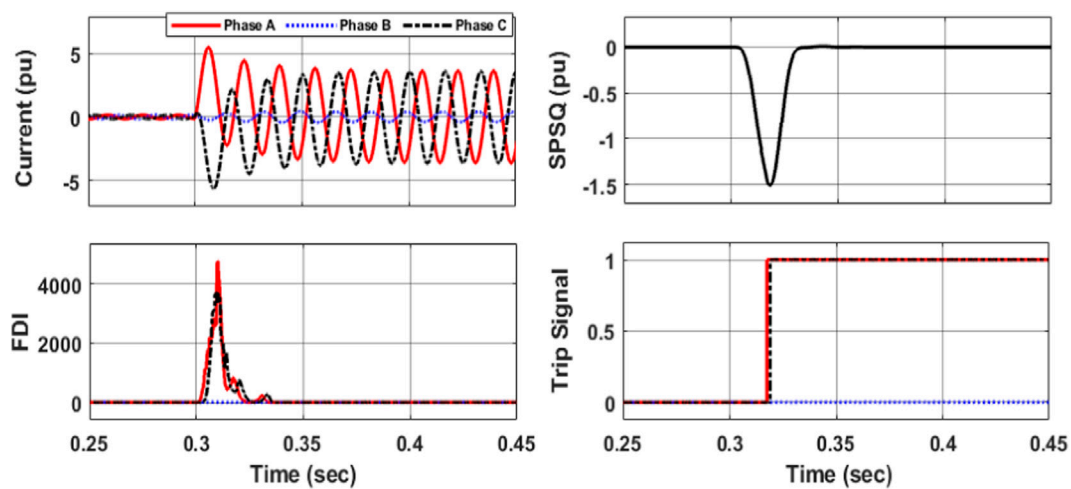 Phase A Phase B Phase C
Current (pu)
5
0
-5
SPSQ (pu)
0
-0.5
-1
-1.5
FDI
4000
2000
0
0.25 0.3 0.35 0.4 0.45
Time (sec)
Trip Signal
1
0.5
0
0.25 0.3 0.35 0.4 0.45
Time (sec)